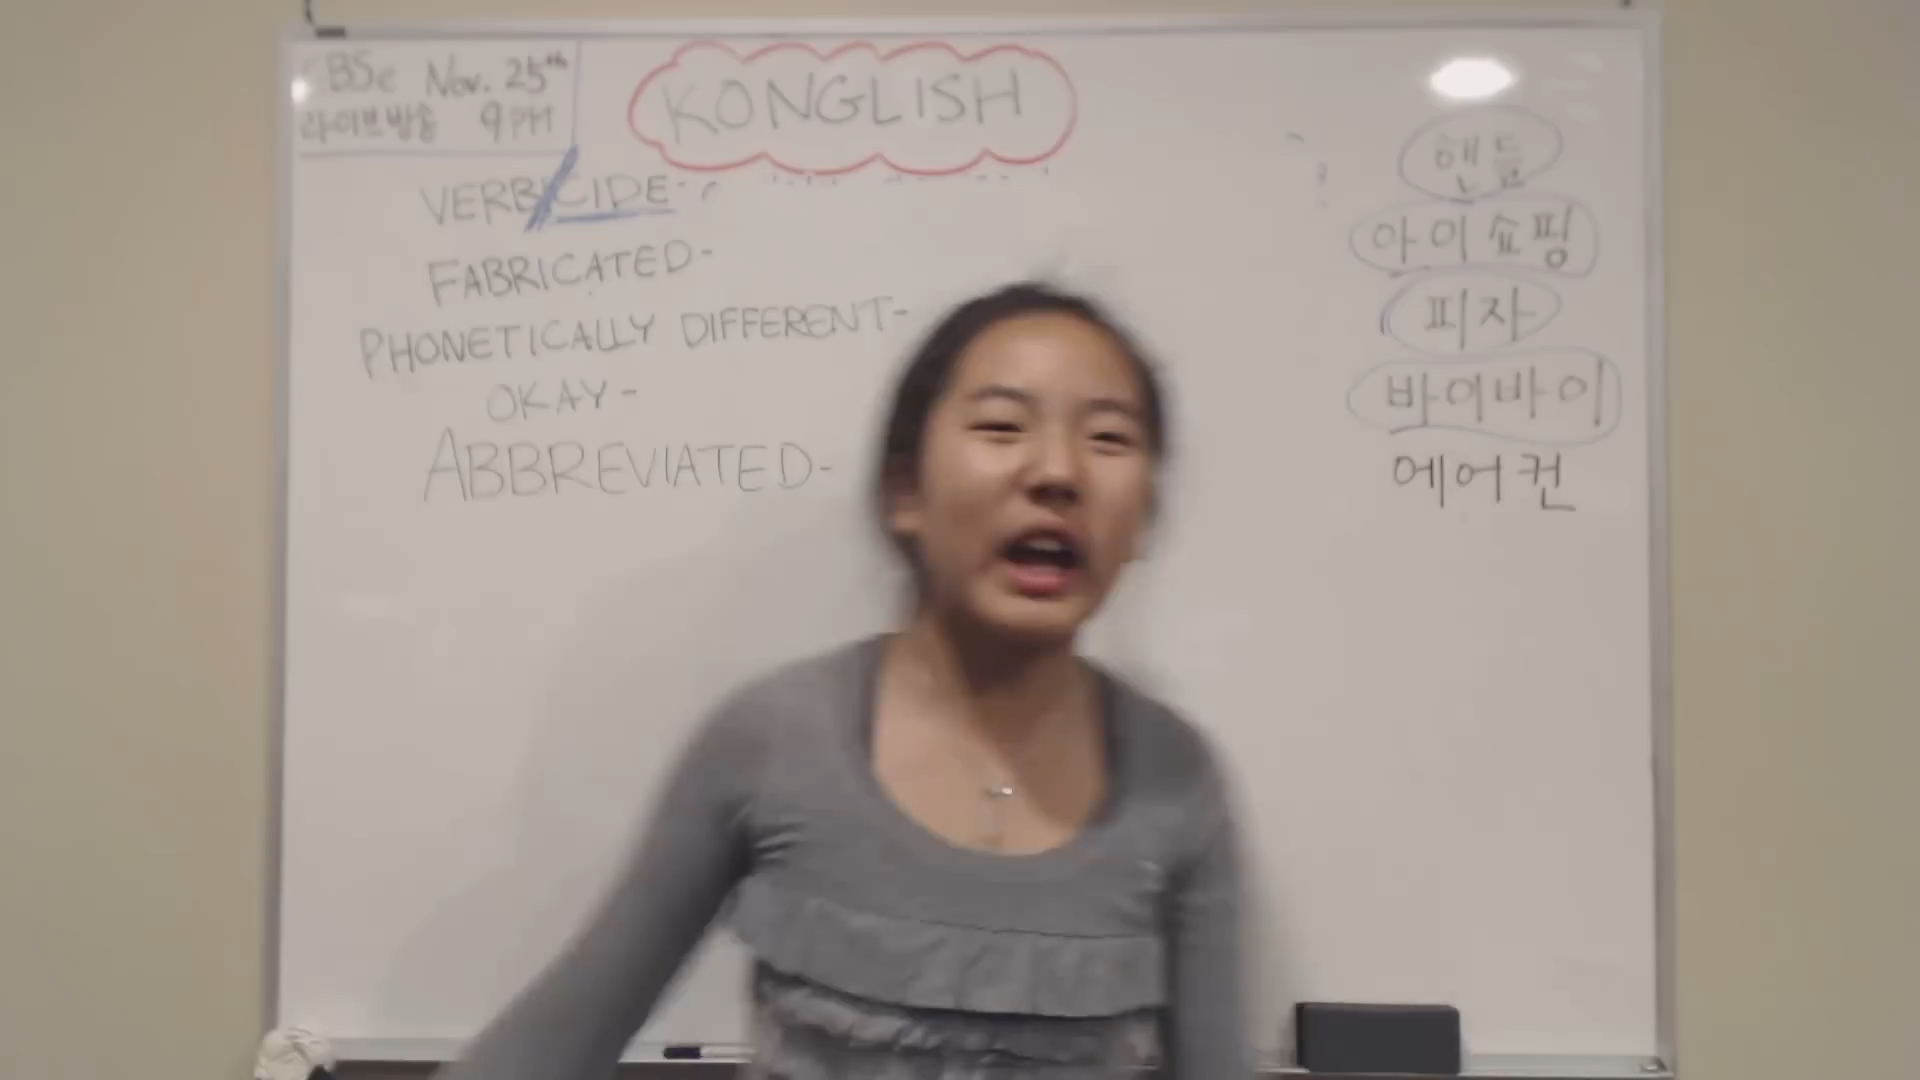 BSe Nov. 25th
라이브방송 9PM
KONGLISH
VERBICIDE-
FABRICATED-
PHONETICALLY DIFFERENT-
OKAY-
ABBREVIATED-
핸들
아이쇼핑
피자
바이바이
에어컨